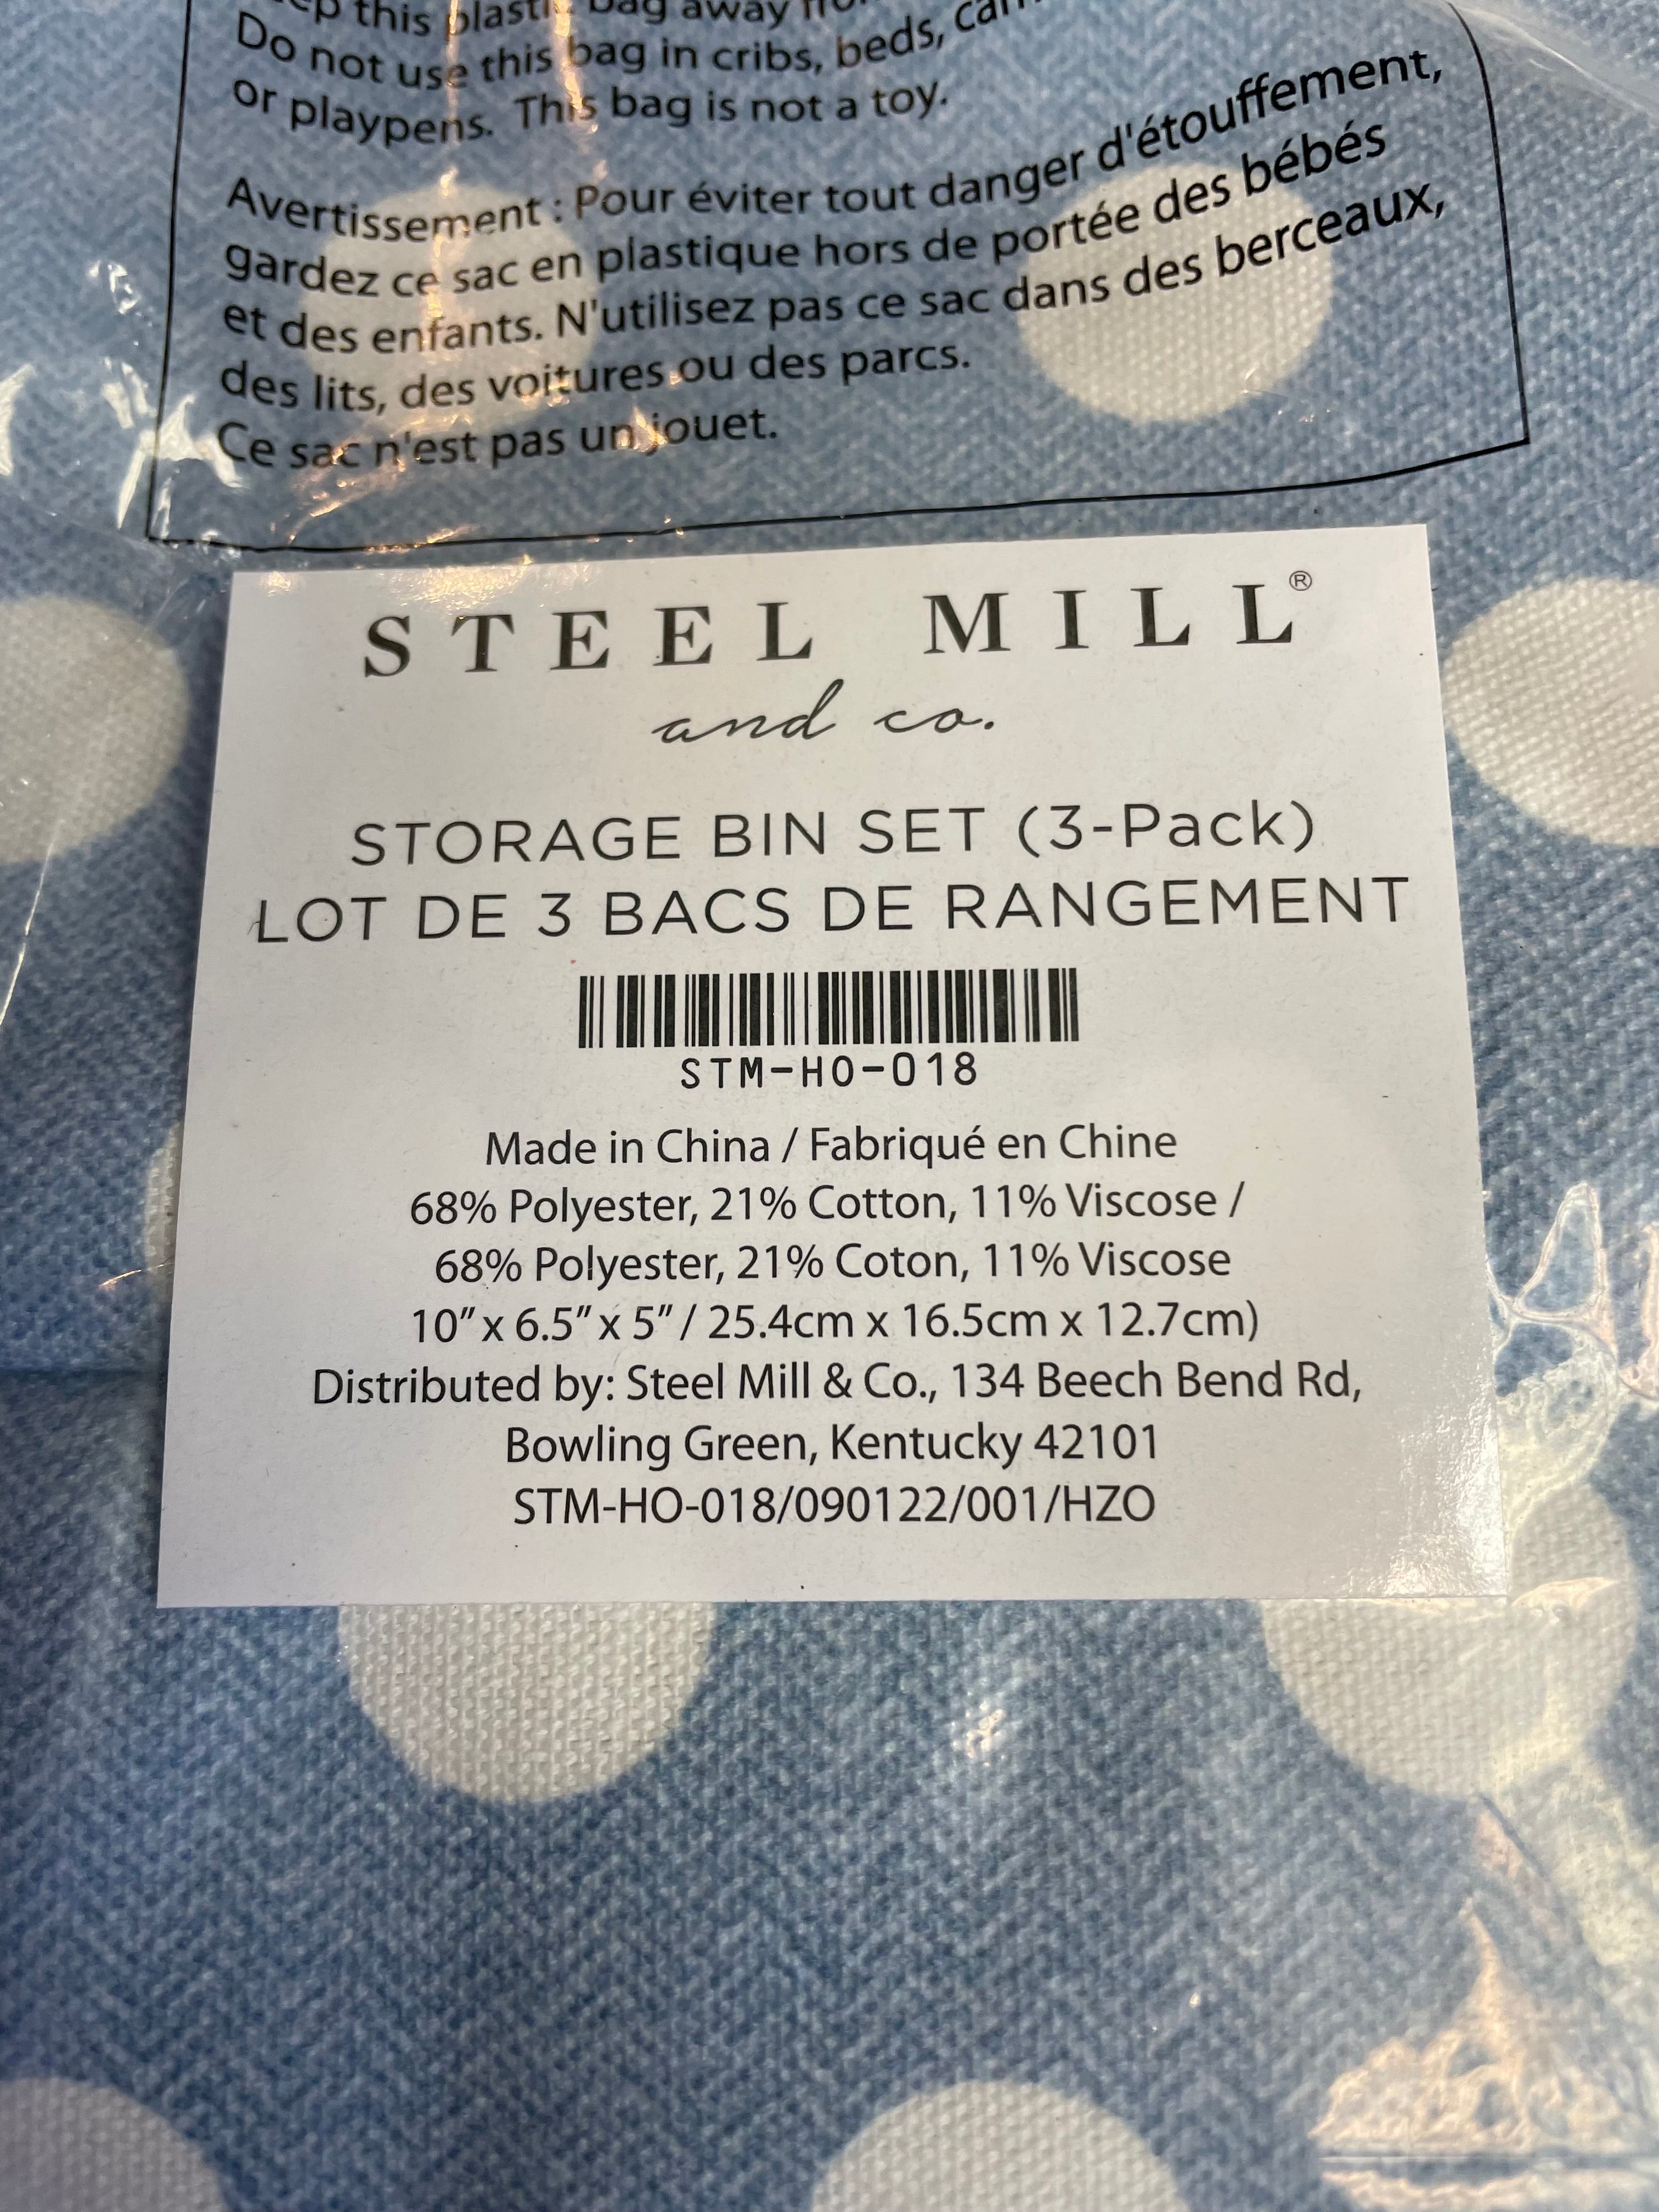 this plastic bag away
Do not use this bag in cribs, beds,
or playpens. This bag is not a toy.
Avertissement : Pour éviter tout danger d'étouffement,
gardez ce sac en plastique hors de portée des bébés
et des enfants. N'utilisez pas ce sac dans des berceaux,
des lits, des voitures ou des parcs.
Ce sac n'est pas un jouet.
STEEL MILL®
and co.
STORAGE BIN SET (3-Pack)
LOT DE 3 BACS DE RANGEMENT
STM-HO-018
Made in China / Fabriqué en Chine
68% Polyester, 21% Cotton, 11% Viscose /
68% Polyester, 21% Coton, 11% Viscose
10” x 6.5” x 5” / 25.4cm x 16.5cm x 12.7cm)
Distributed by: Steel Mill & Co., 134 Beech Bend Rd,
Bowling Green, Kentucky 42101
STM-HO-018/090122/001/HZO